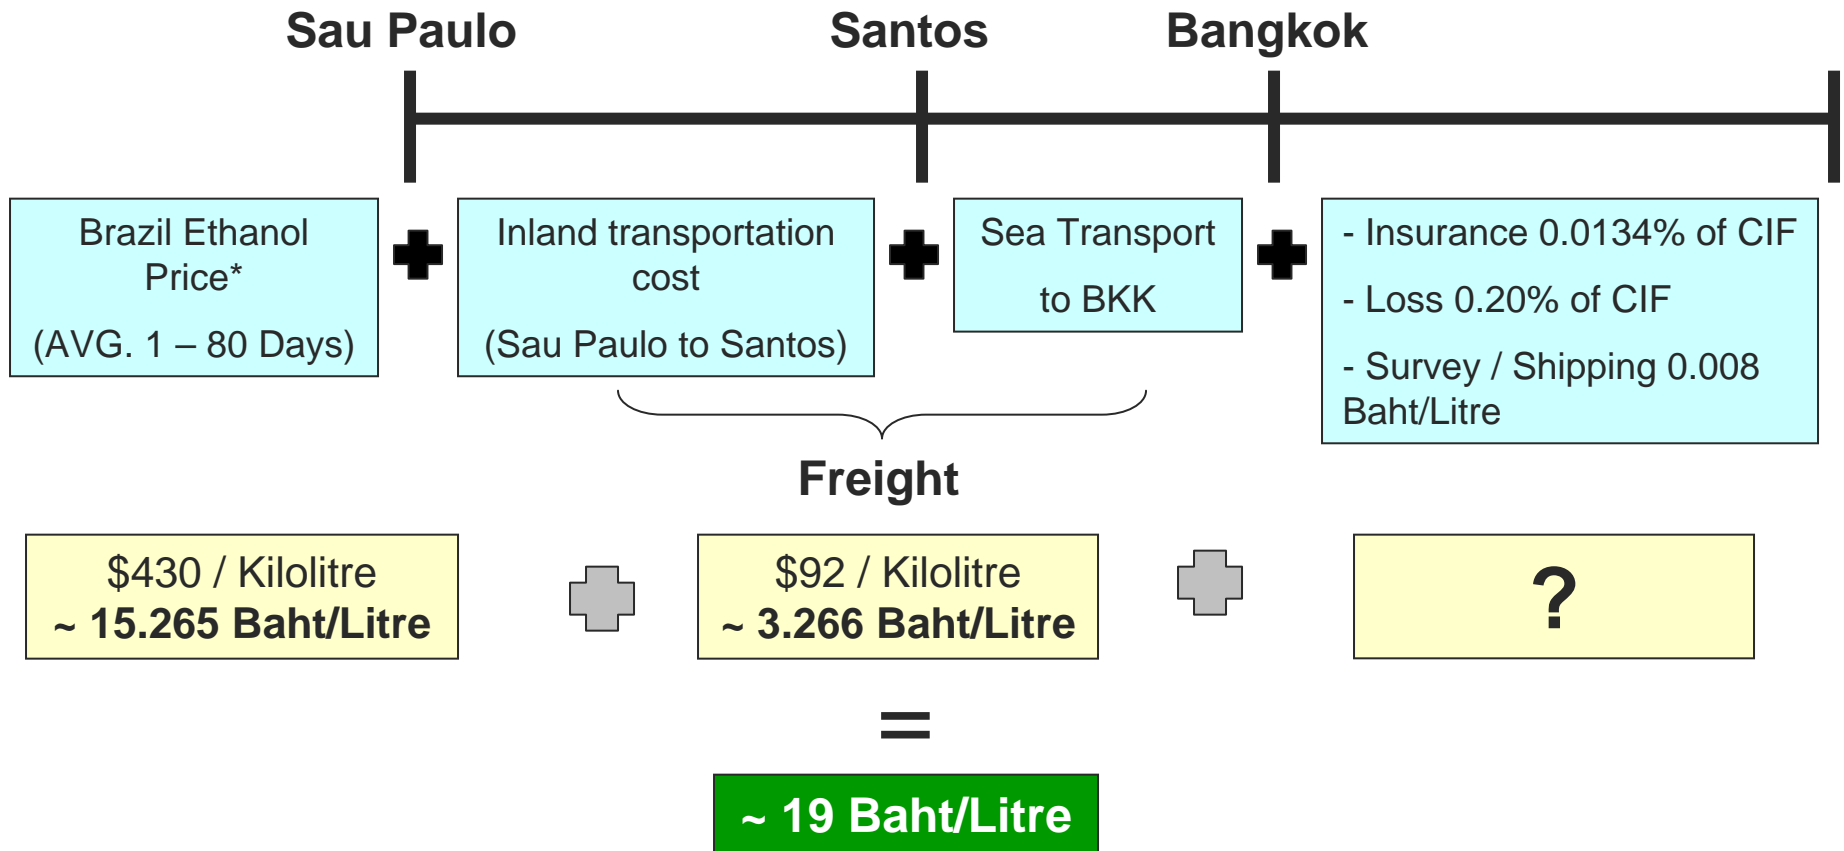 Sau Paulo
Santos
Bangkok
Brazil Ethanol
Price*
(AVG. 1 – 80 Days)
Inland transportation
cost
(Sau Paulo to Santos)
Sea Transport
to BKK
- Insurance 0.0134% of CIF
- Loss 0.20% of CIF
- Survey / Shipping 0.008
Baht/Litre
Freight
$430 / Kilolitre
~ 15.265 Baht/Litre
$92 / Kilolitre
~ 3.266 Baht/Litre
?
=
~ 19 Baht/Litre